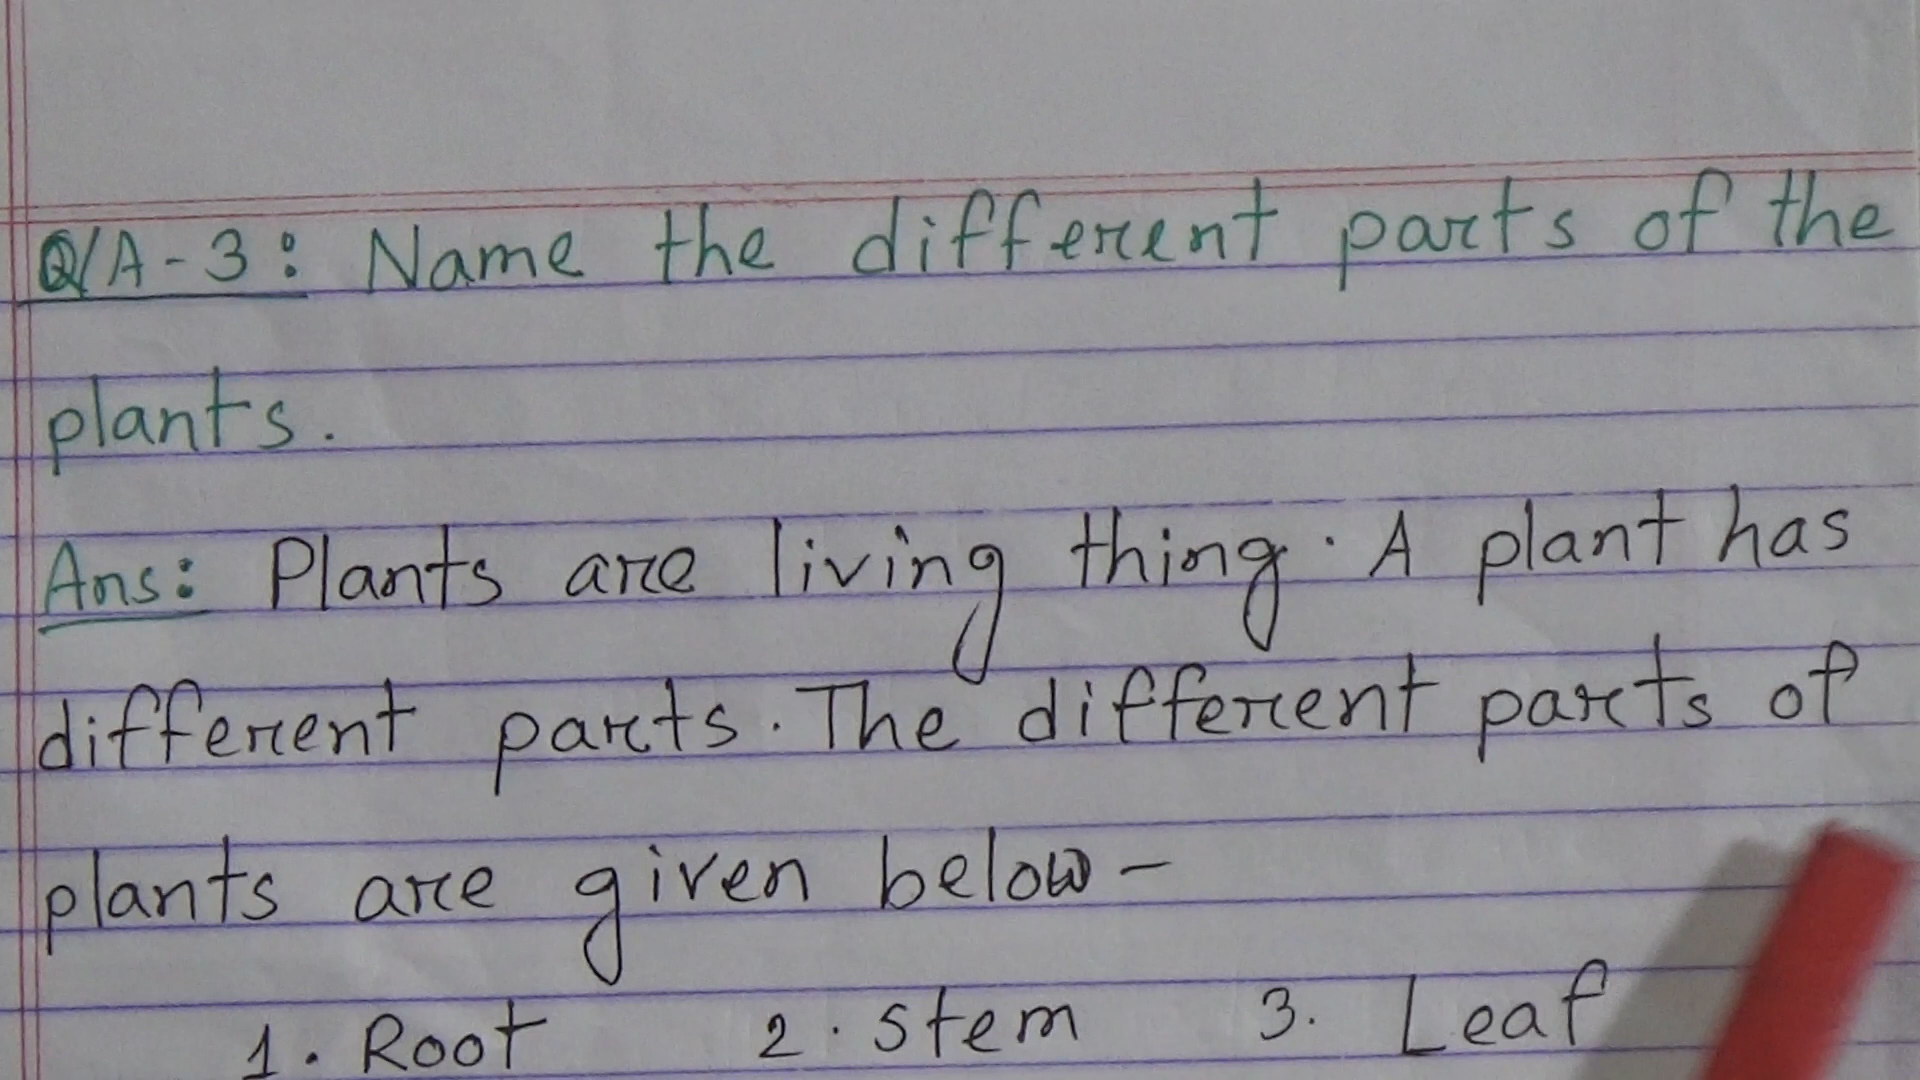 Q/A-3: Name the different parts of the
plants.
Ans: Plants are living thing. A plant has
different parts. The different parts of
plants are given below-
1. Root 2. Stem 3. Leaf